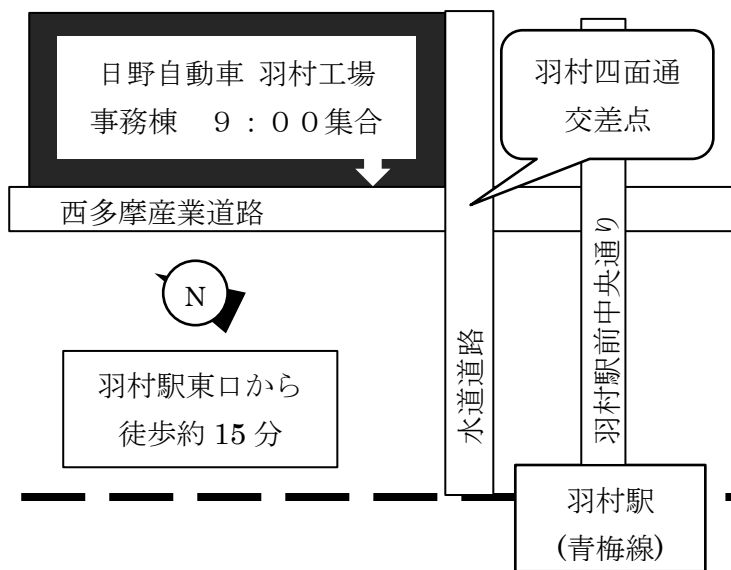 日野自動車 羽村工場
事務棟　９：００集合
羽村四面通
交差点
西多摩産業道路
N
羽村駅前中央通り
水道道路
羽村駅東口から
徒歩約 15 分
羽村駅
(青梅線)